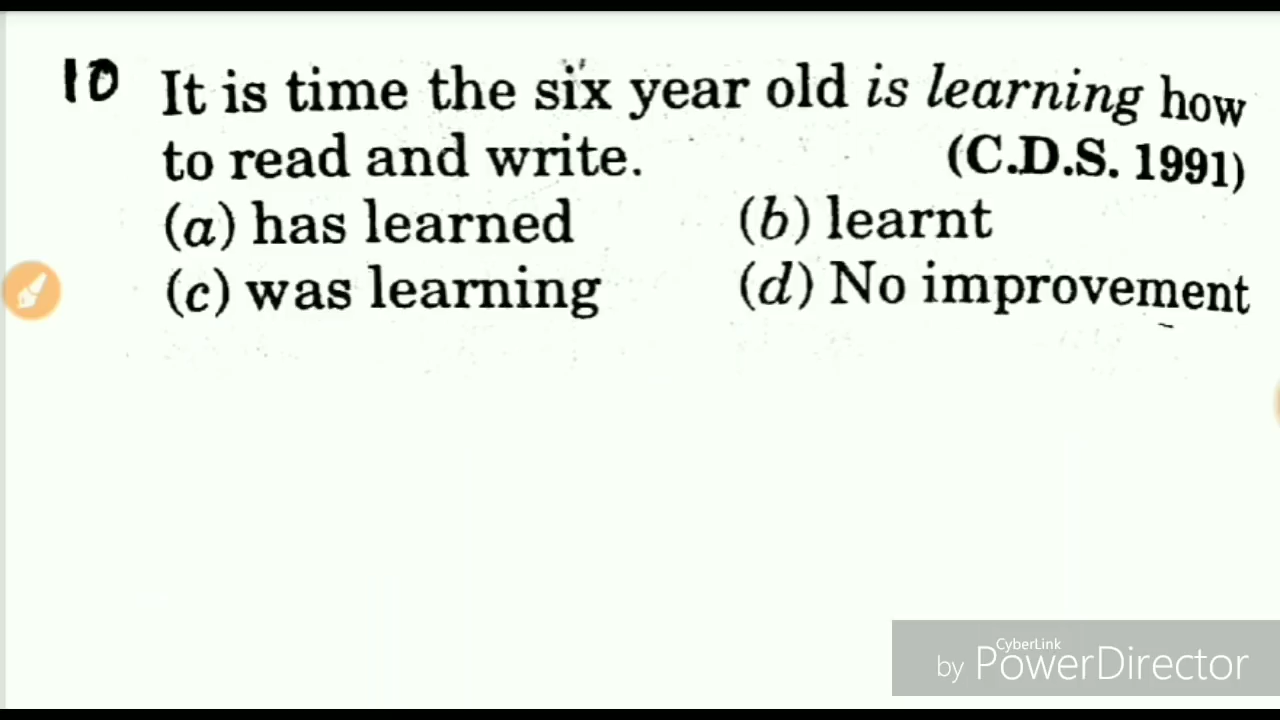 10 It is time the six year old is learning how
to read and write. (C.D.S. 1991)
(a) has learned (b) learnt
(c) was learning (d) No improvement
CyberLink
by PowerDirector